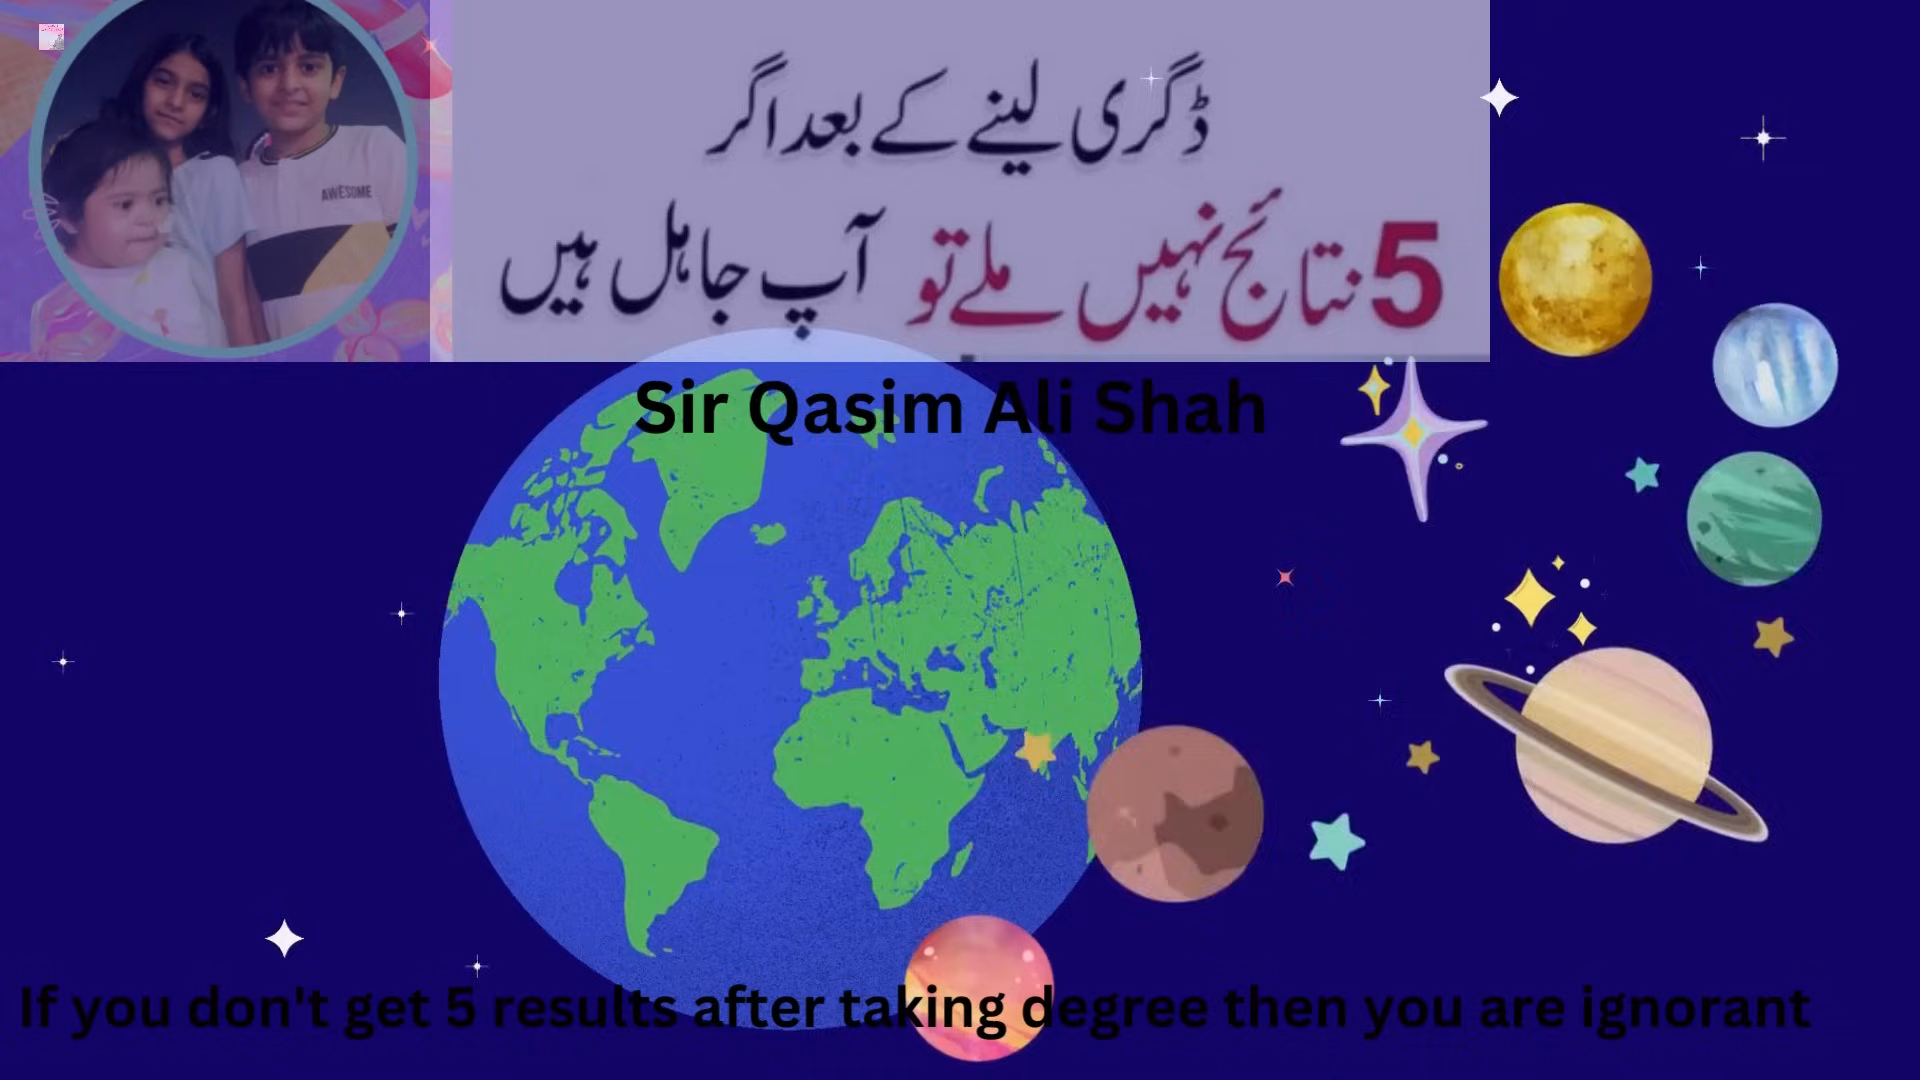 AWESOME
ڈگری لینے کے بعد اگر
5 نتائج نہیں ملے تو آپ جاہل ہیں
Sir Qasim Ali Shah
If you don't get 5 results after taking degree then you are ignorant